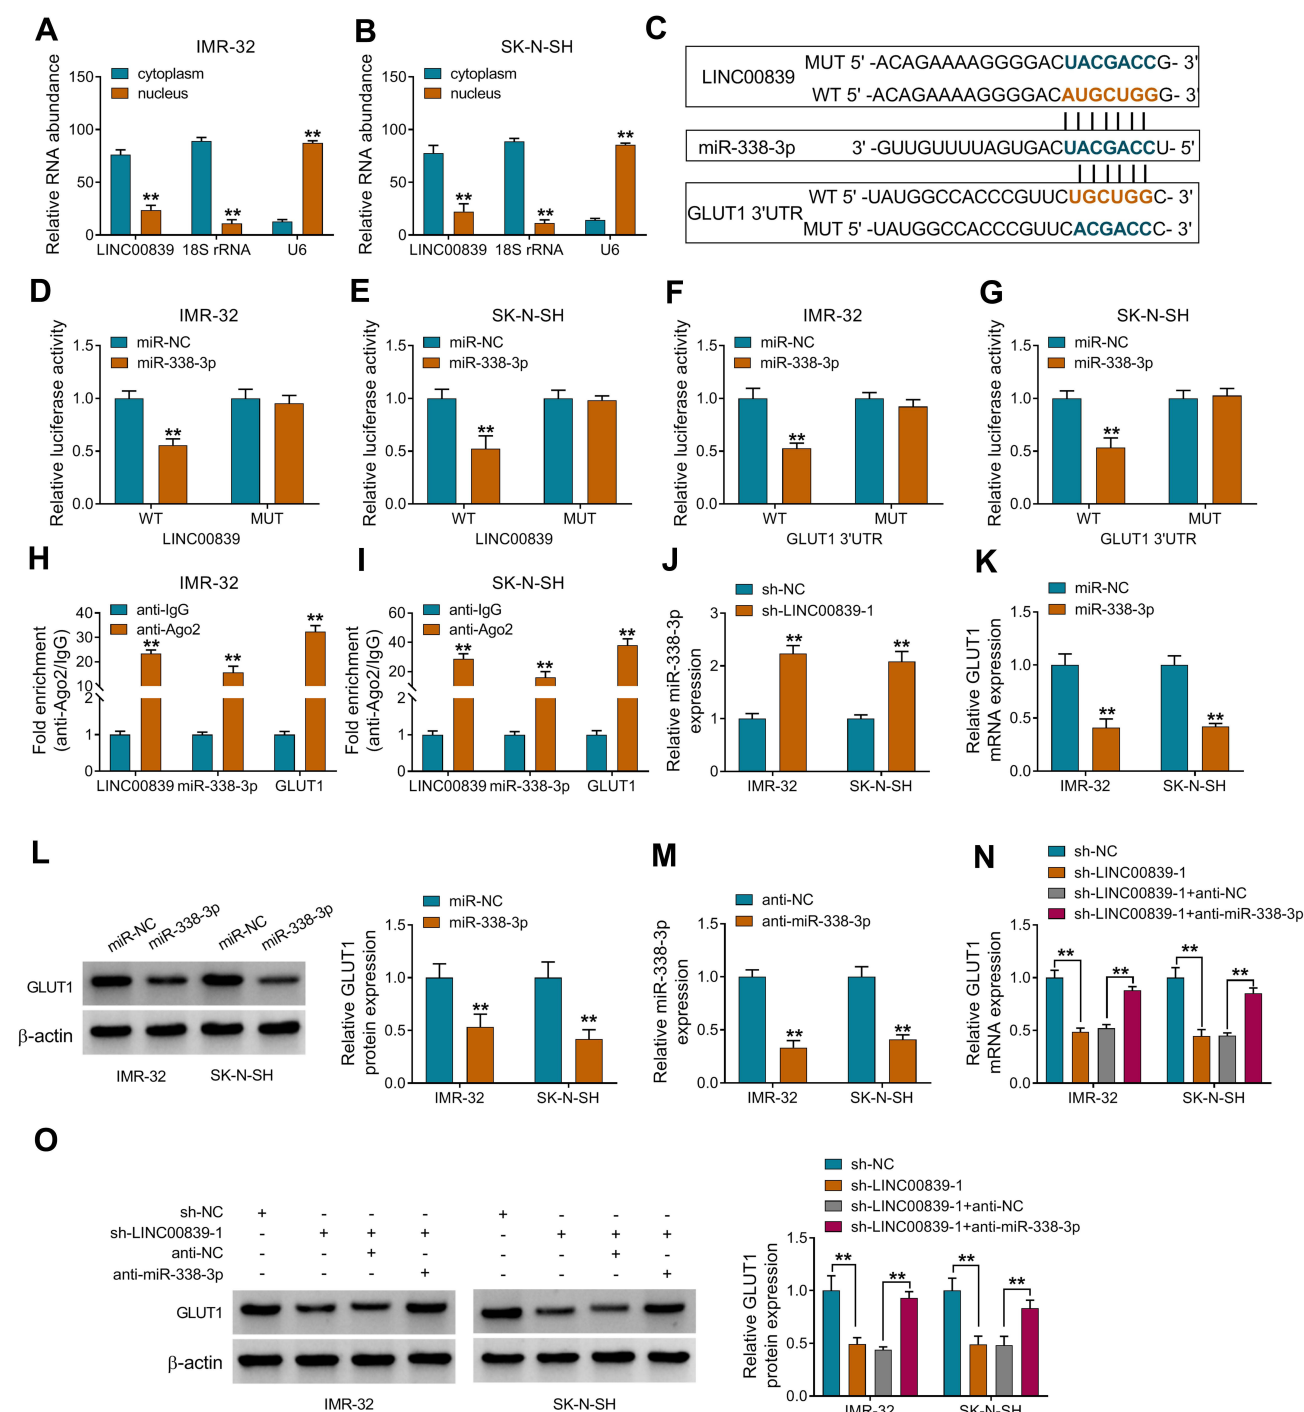 A
IMR-32
cytoplasm
nucleus
Relative RNA abundance
150
100
50
0
** ** **
LINC00839 18S rRNA U6
B
SK-N-SH
cytoplasm
nucleus
Relative RNA abundance
150
100
50
0
** ** **
LINC00839 18S rRNA U6
C
LINC00839
MUT 5' -ACAGAAAAGGGGACUACGACCG- 3'
WT 5' -ACAGAAAAGGGGACAUGCUGGG- 3'
miR-338-3p 3' -GUUGUUUUAGUGACUACGACCU- 5'
GLUT1 3'UTR
WT 5' -UAUGGCCACCCGUUCUGCUGGC- 3'
MUT 5' -UAUGGCCACCCGUUCACGACCC- 3'
D
IMR-32
miR-NC
miR-338-3p
Relative luciferase activity
1.5
1.0
0.5
0.0
**
WT MUT
LINC00839
E
SK-N-SH
miR-NC
miR-338-3p
Relative luciferase activity
1.5
1.0
0.5
0.0
**
WT MUT
LINC00839
F
IMR-32
miR-NC
miR-338-3p
Relative luciferase activity
1.5
1.0
0.5
0.0
**
WT MUT
GLUT1 3'UTR
G
SK-N-SH
miR-NC
miR-338-3p
Relative luciferase activity
1.5
1.0
0.5
0.0
**
WT MUT
GLUT1 3'UTR
H
IMR-32
anti-IgG
anti-Ago2
Fold enrichment
(anti-Ago2/IgG)
40
30
20
10
2
1
0
** ** **
LINC00839 miR-338-3p GLUT1
I
SK-N-SH
anti-IgG
anti-Ago2
Fold enrichment
(anti-Ago2/IgG)
60
40
20
2
1
0
** ** **
LINC00839 miR-338-3p GLUT1
J
sh-NC
sh-LINC00839-1
Relative miR-338-3p
expression
3
2
1
0
** **
IMR-32 SK-N-SH
K
miR-NC
miR-338-3p
Relative GLUT1
mRNA expression
1.5
1.0
0.5
0.0
** **
IMR-32 SK-N-SH
L
miR-NC miR-338-3p miR-NC miR-338-3p
GLUT1
β-actin
IMR-32 SK-N-SH
miR-NC
miR-338-3p
Relative GLUT1
protein expression
1.5
1.0
0.5
0.0
** **
IMR-32 SK-N-SH
M
anti-NC
anti-miR-338-3p
Relative miR-338-3p
expression
1.5
1.0
0.5
0.0
** **
IMR-32 SK-N-SH
N
sh-NC
sh-LINC00839-1
sh-LINC00839-1+anti-NC
sh-LINC00839-1+anti-miR-338-3p
Relative GLUT1
mRNA expression
1.5
1.0
0.5
0.0
** ** ** **
IMR-32 SK-N-SH
O
sh-NC + - - - + - - -
sh-LINC00839-1 - + + + - + + +
anti-NC - - + - - - + -
anti-miR-338-3p - - - + - - - +
GLUT1
β-actin
IMR-32 SK-N-SH
sh-NC
sh-LINC00839-1
sh-LINC00839-1+anti-NC
sh-LINC00839-1+anti-miR-338-3p
Relative GLUT1
protein expression
1.5
1.0
0.5
0.0
** ** ** **
IMR-32 SK-N-SH